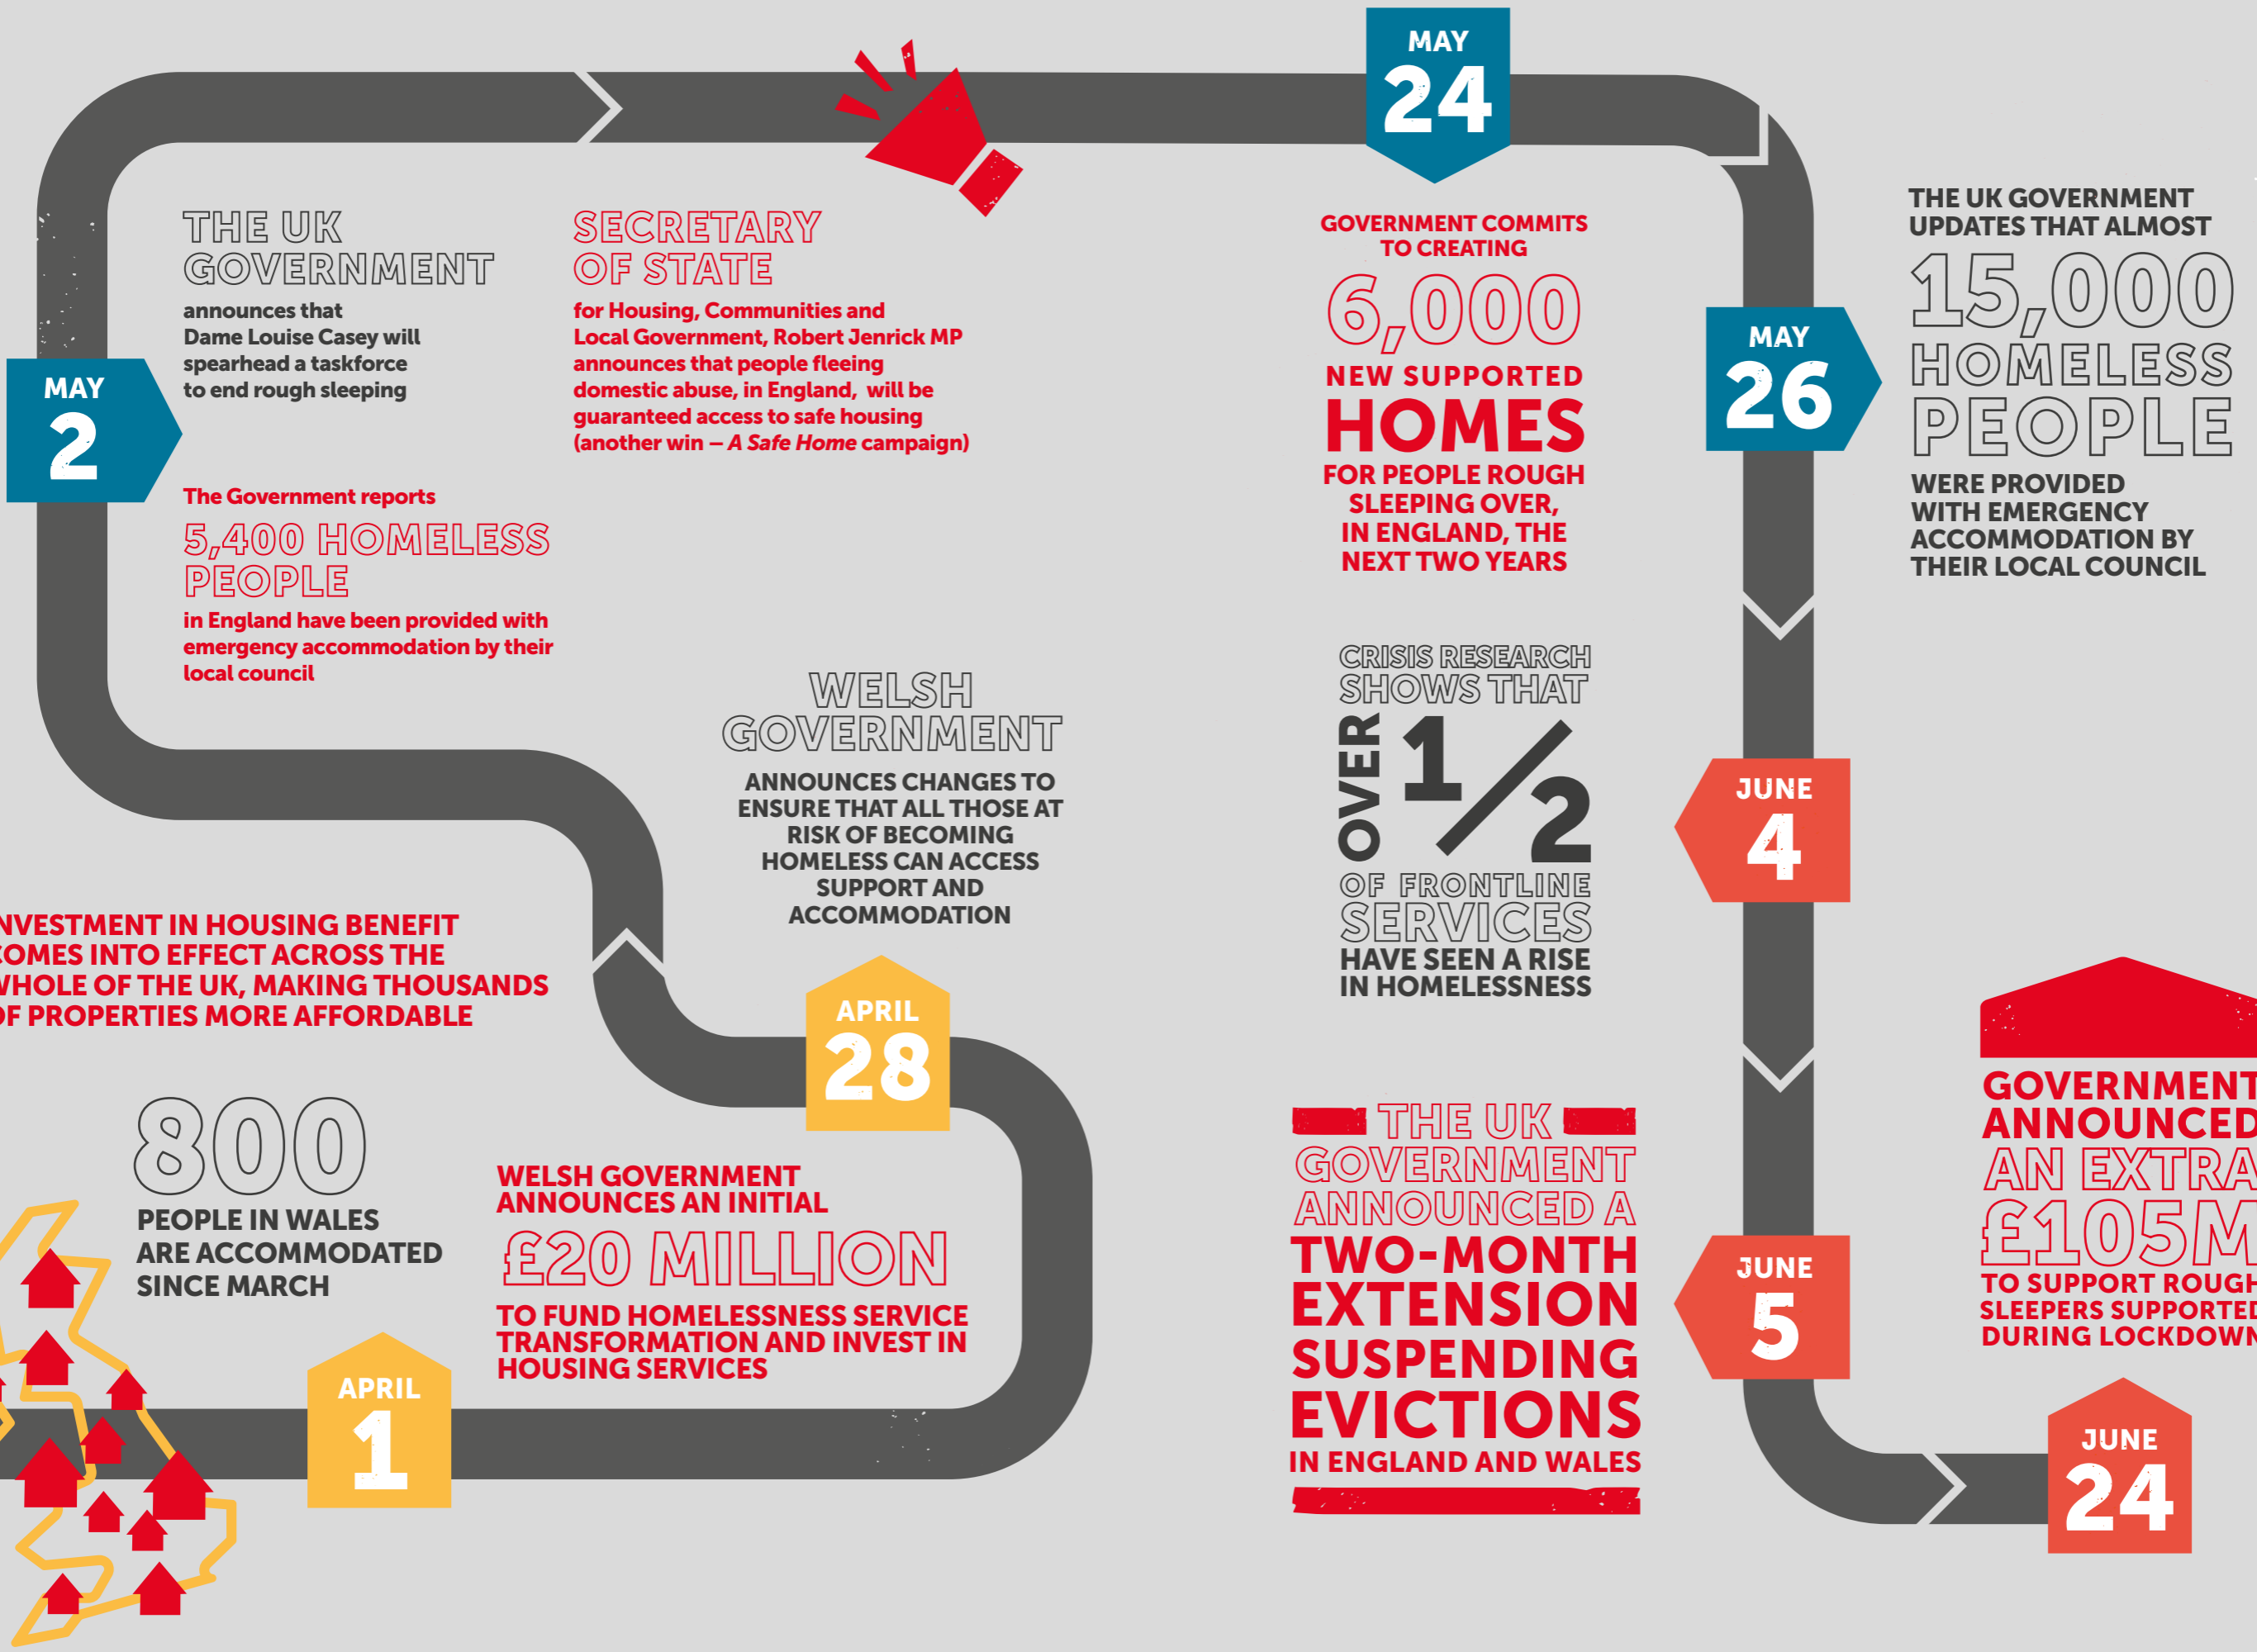 NVESTMENT IN HOUSING BENEFIT
COMES INTO EFFECT ACROSS THE
WHOLE OF THE UK, MAKING THOUSANDS
OF PROPERTIES MORE AFFORDABLE
800
PEOPLE IN WALES
ARE ACCOMMODATED
SINCE MARCH
APRIL
1
WELSH GOVERNMENT
ANNOUNCES AN INITIAL
£20 MILLION
TO FUND HOMELESSNESS SERVICE
TRANSFORMATION AND INVEST IN
HOUSING SERVICES
APRIL
28
WELSH
GOVERNMENT
ANNOUNCES CHANGES TO
ENSURE THAT ALL THOSE AT
RISK OF BECOMING
HOMELESS CAN ACCESS
SUPPORT AND
ACCOMMODATION
MAY
2
THE UK
GOVERNMENT
announces that
Dame Louise Casey will
spearhead a taskforce
to end rough sleeping
The Government reports
5,400 HOMELESS
PEOPLE
in England have been provided with
emergency accommodation by their
local council
SECRETARY
OF STATE
for Housing, Communities and
Local Government, Robert Jenrick MP
announces that people fleeing
domestic abuse, in England, will be
guaranteed access to safe housing
(another win – A Safe Home campaign)
MAY
24
GOVERNMENT COMMITS
TO CREATING
6,000
NEW SUPPORTED
HOMES
FOR PEOPLE ROUGH
SLEEPING OVER,
IN ENGLAND, THE
NEXT TWO YEARS
MAY
26
THE UK GOVERNMENT
UPDATES THAT ALMOST
15,000
HOMELESS
PEOPLE
WERE PROVIDED
WITH EMERGENCY
ACCOMMODATION BY
THEIR LOCAL COUNCIL
JUNE
4
CRISIS RESEARCH
SHOWS THAT
OVER 1/2
OF FRONTLINE
SERVICES
HAVE SEEN A RISE
IN HOMELESSNESS
JUNE
5
THE UK
GOVERNMENT
ANNOUNCED A
TWO-MONTH
EXTENSION
SUSPENDING
EVICTIONS
IN ENGLAND AND WALES
GOVERNMENT
ANNOUNCED
AN EXTRA
£105M
TO SUPPORT ROUGH
SLEEPERS SUPPORTED
DURING LOCKDOWN
JUNE
24